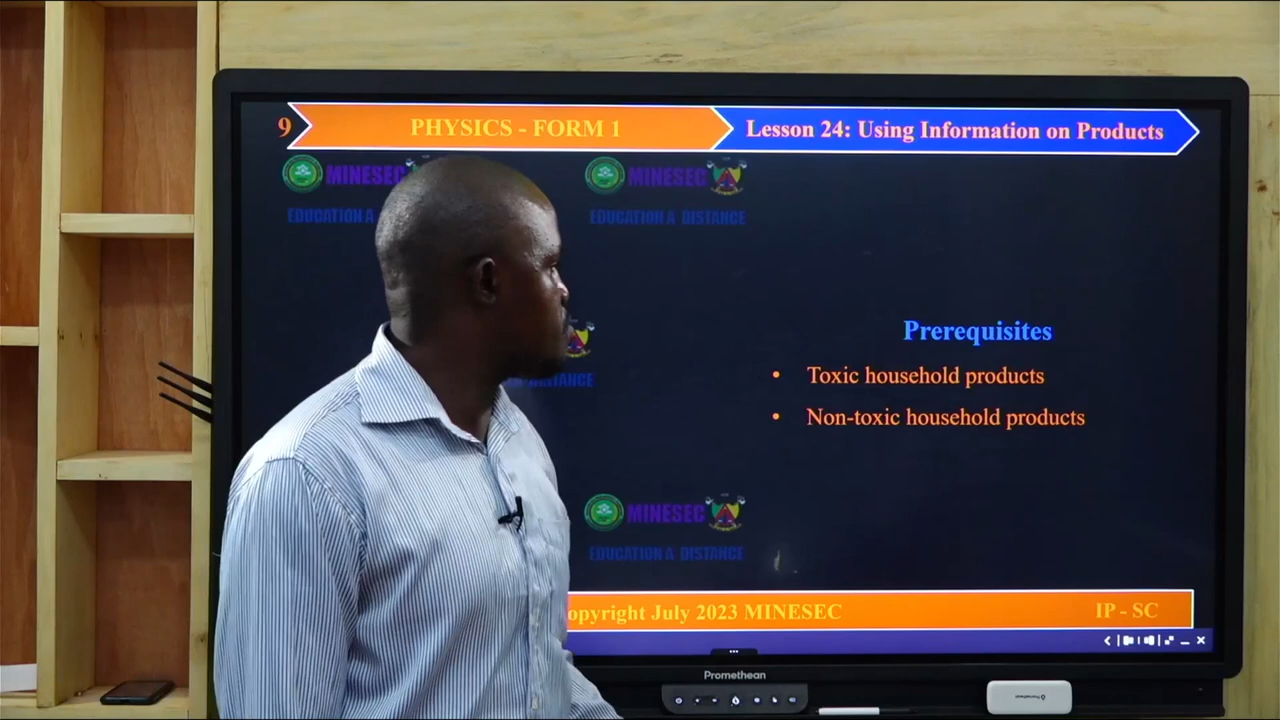 9
PHYSICS - FORM 1
Lesson 24: Using Information on Products
MINESEC
EDUCATION A
MINESEC
EDUCATION A DISTANCE
Prerequisites
• Toxic household products
• Non-toxic household products
MINESEC
EDUCATION A DISTANCE
opyright July 2023 MINESEC
IP - SC
Promethean